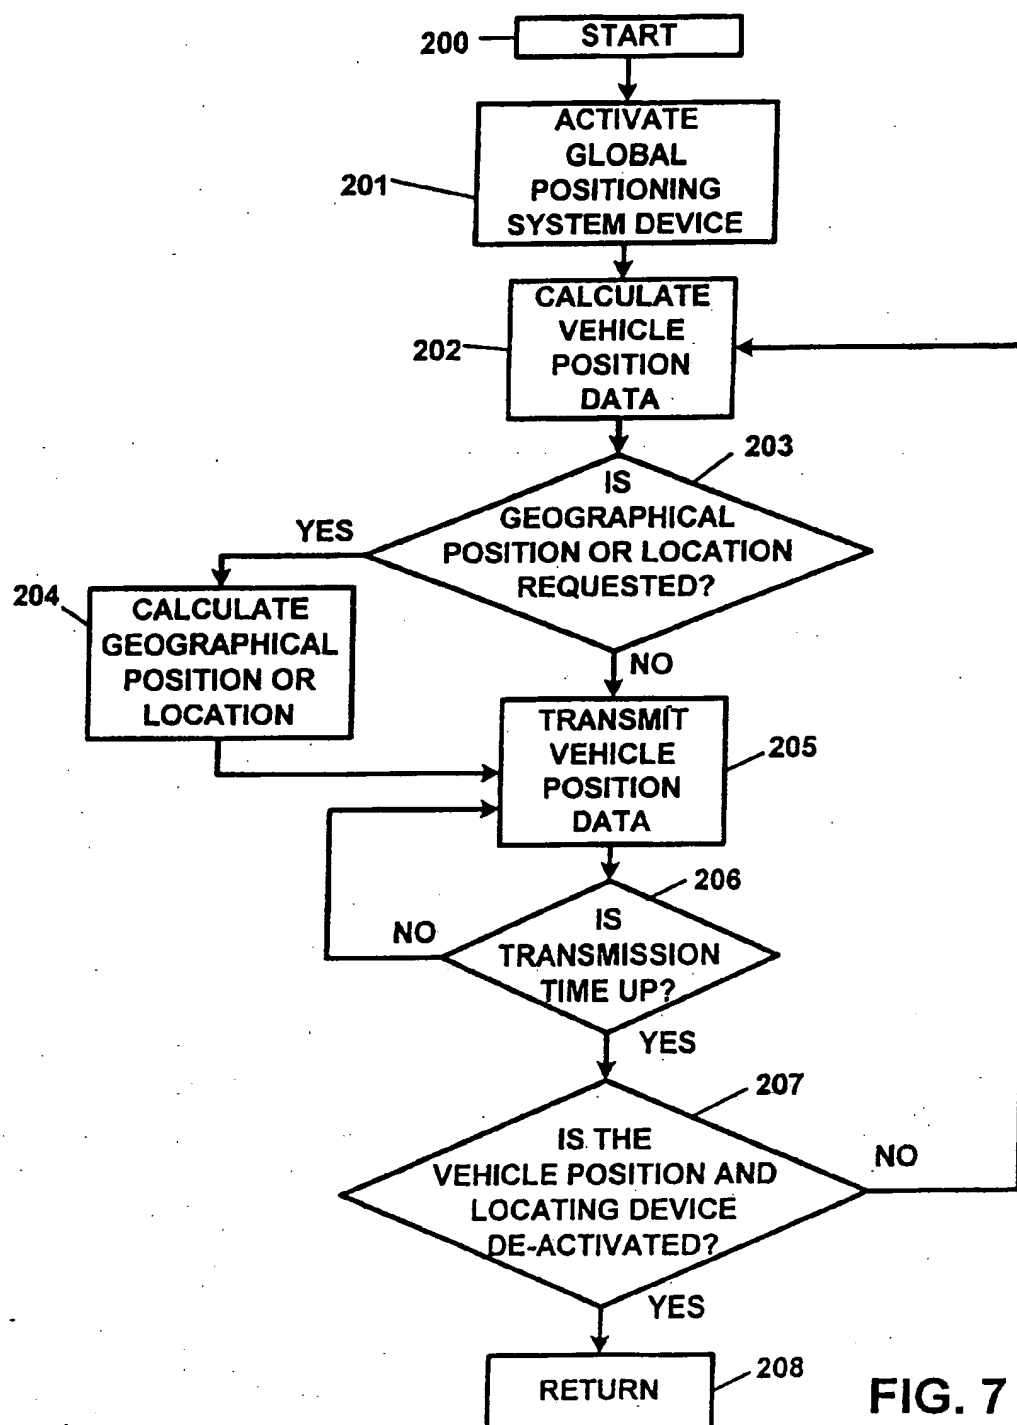 200
START
ACTIVATE
GLOBAL
POSITIONING
SYSTEM DEVICE
201
CALCULATE
VEHICLE
POSITION
DATA
202
203
IS
GEOGRAPHICAL
POSITION OR LOCATION
REQUESTED?
YES
NO
204
CALCULATE
GEOGRAPHICAL
POSITION OR
LOCATION
TRANSMIT
VEHICLE
POSITION
DATA
205
206
IS
TRANSMISSION
TIME UP?
NO
YES
207
IS THE
VEHICLE POSITION AND
LOCATING DEVICE
DE-ACTIVATED?
NO
YES
RETURN
208
FIG. 7